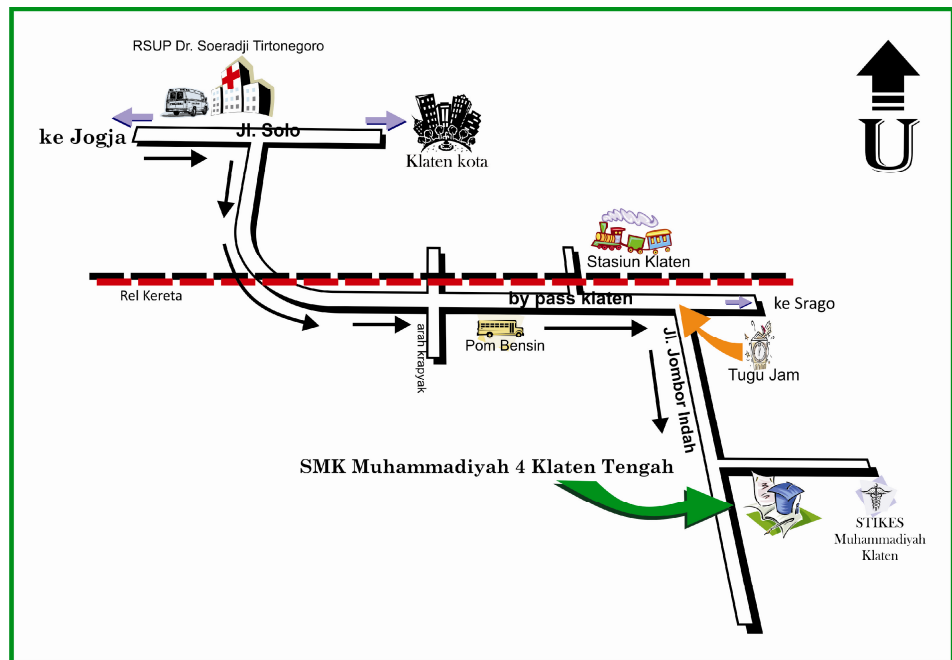 RSUP Dr. Soeradji Tirtonegoro
ke Jogja
Jl. Solo
Klaten kota
U
Stasiun Klaten
Rel Kereta
by pass klaten
ke Srago
arah krapyak
Pom Bensin
Jl. Jombor Indah
Tugu Jam
SMK Muhammadiyah 4 Klaten Tengah
STIKES
Muhammadiyah
Klaten